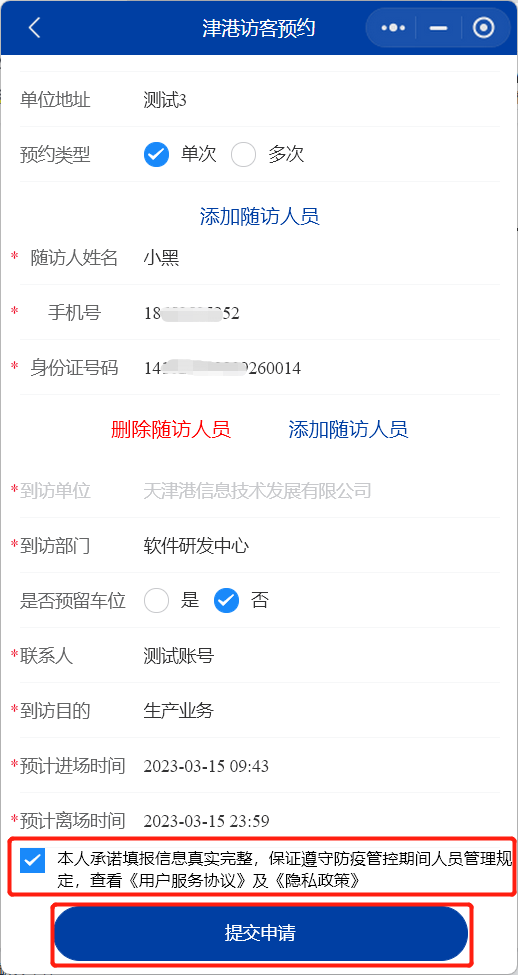 津港访客预约
单位地址 测试3
预约类型 单次 多次
添加随访人员
* 随访人姓名 小黑
* 手机号 18 52
* 身份证号码 14 260014
删除随访人员 添加随访人员
*到访单位 天津港信息技术发展有限公司
*到访部门 软件研发中心
是否预留车位 是 否
*联系人 测试账号
*到访目的 生产业务
*预计进场时间 2023-03-15 09:43
*预计离场时间 2023-03-15 23:59
本人承诺填报信息真实完整，保证遵守防疫管控期间人员管理规
定，查看《用户服务协议》及《隐私政策》
提交申请